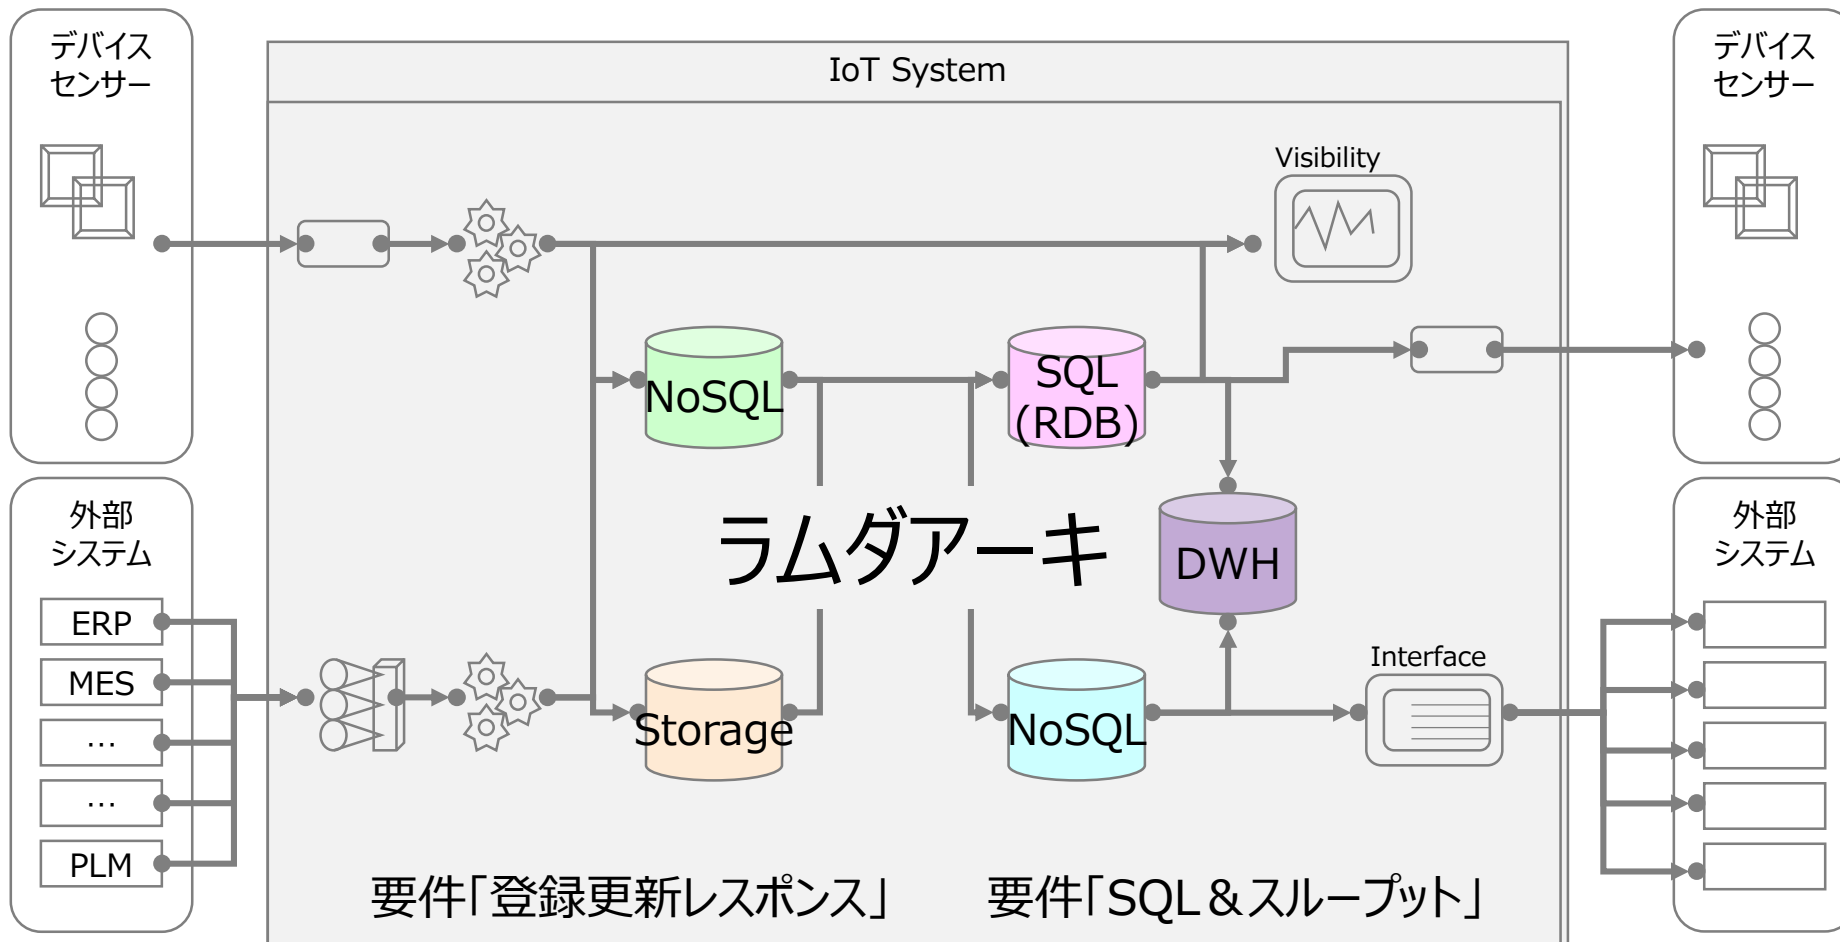 デバイス
センサー
IoT System
デバイス
センサー
Visibility
NoSQL
SQL
(RDB)
外部
システム
ラムダアーキ
DWH
外部
システム
ERP
MES
…
…
PLM
Storage
NoSQL
Interface
要件「登録更新レスポンス」
要件「SQL＆スループット」